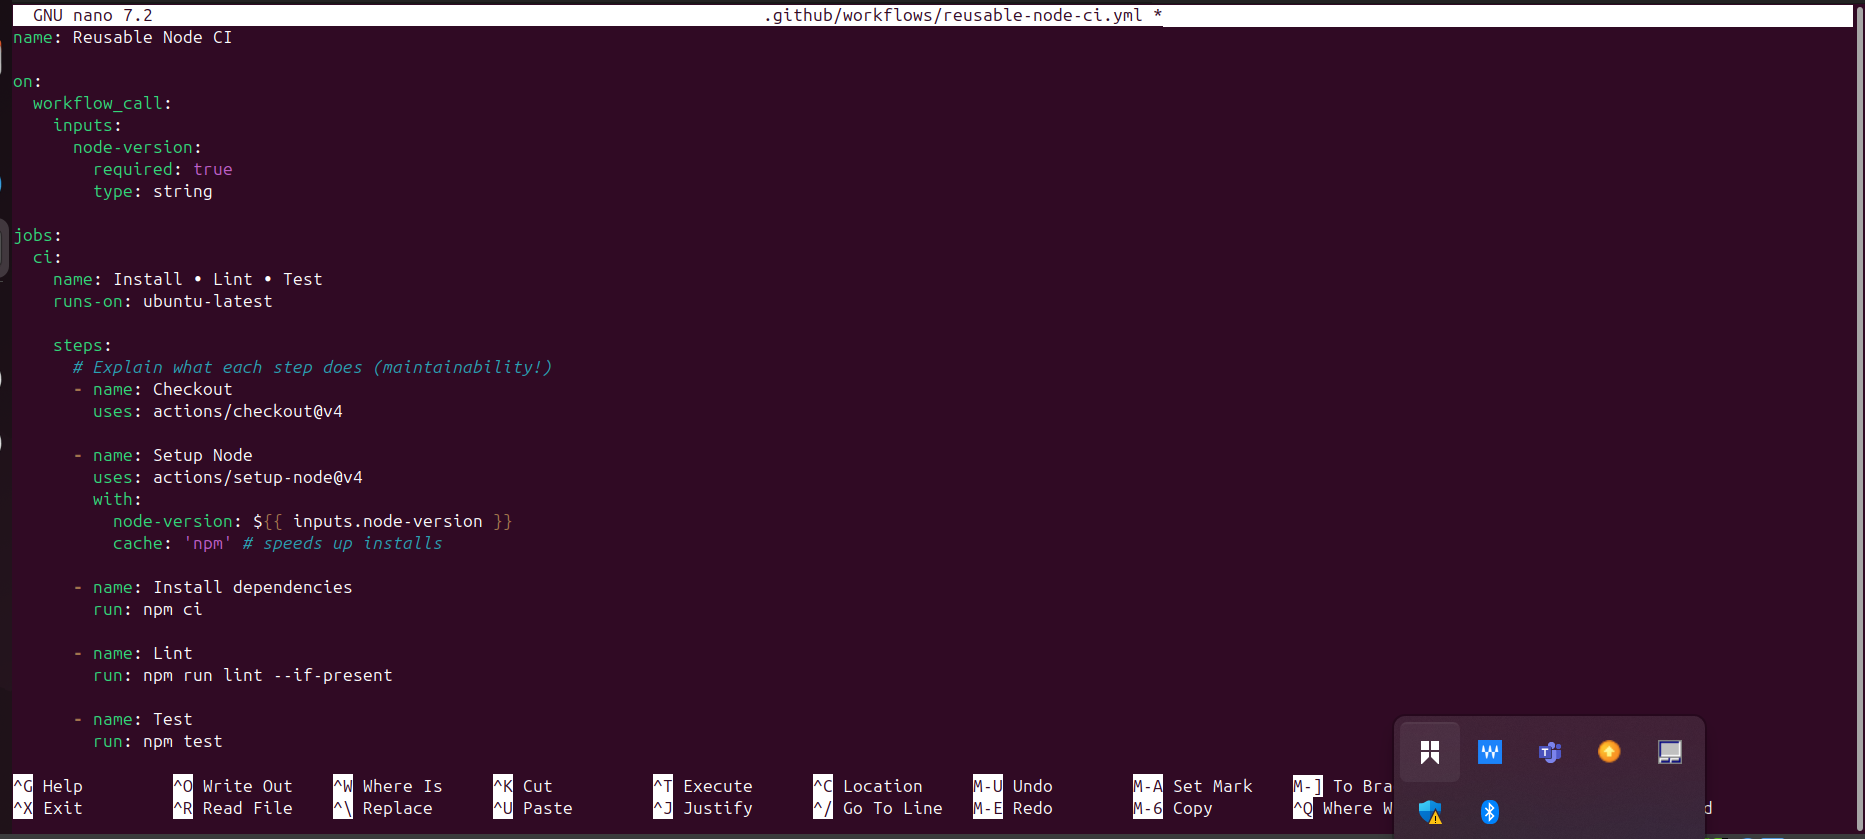 GNU nano 7.2 .github/workflows/reusable-node-ci.yml *
name: Reusable Node CI
on:
workflow_call:
inputs:
node-version:
required: true
type: string
jobs:
ci:
name: Install • Lint • Test
runs-on: ubuntu-latest
steps:
# Explain what each step does (maintainability!)
- name: Checkout
uses: actions/checkout@v4
- name: Setup Node
uses: actions/setup-node@v4
with:
node-version: ${{ inputs.node-version }}
cache: 'npm' # speeds up installs
- name: Install dependencies
run: npm ci
- name: Lint
run: npm run lint --if-present
- name: Test
run: npm test
^G Help ^O Write Out ^W Where Is ^K Cut ^T Execute ^C Location M-U Undo M-A Set Mark M-] To Bra
^X Exit ^R Read File ^\ Replace ^U Paste ^J Justify ^/ Go To Line M-E Redo M-6 Copy ^Q Where W